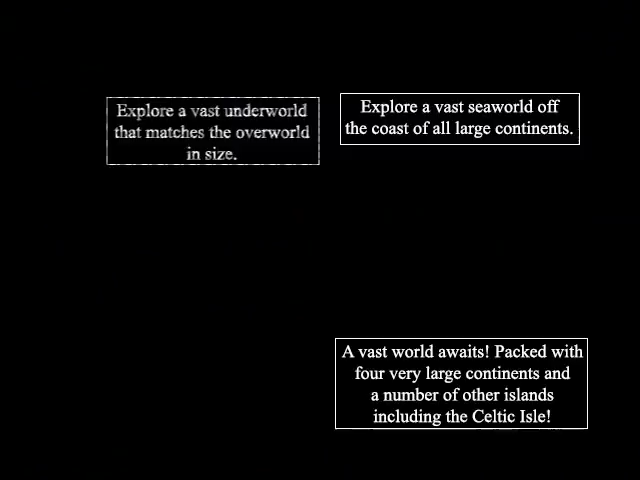 Explore a vast underworld
that matches the overworld
in size.
Explore a vast seaworld off
the coast of all large continents.
A vast world awaits! Packed with
four very large continents and
a number of other islands
including the Celtic Isle!